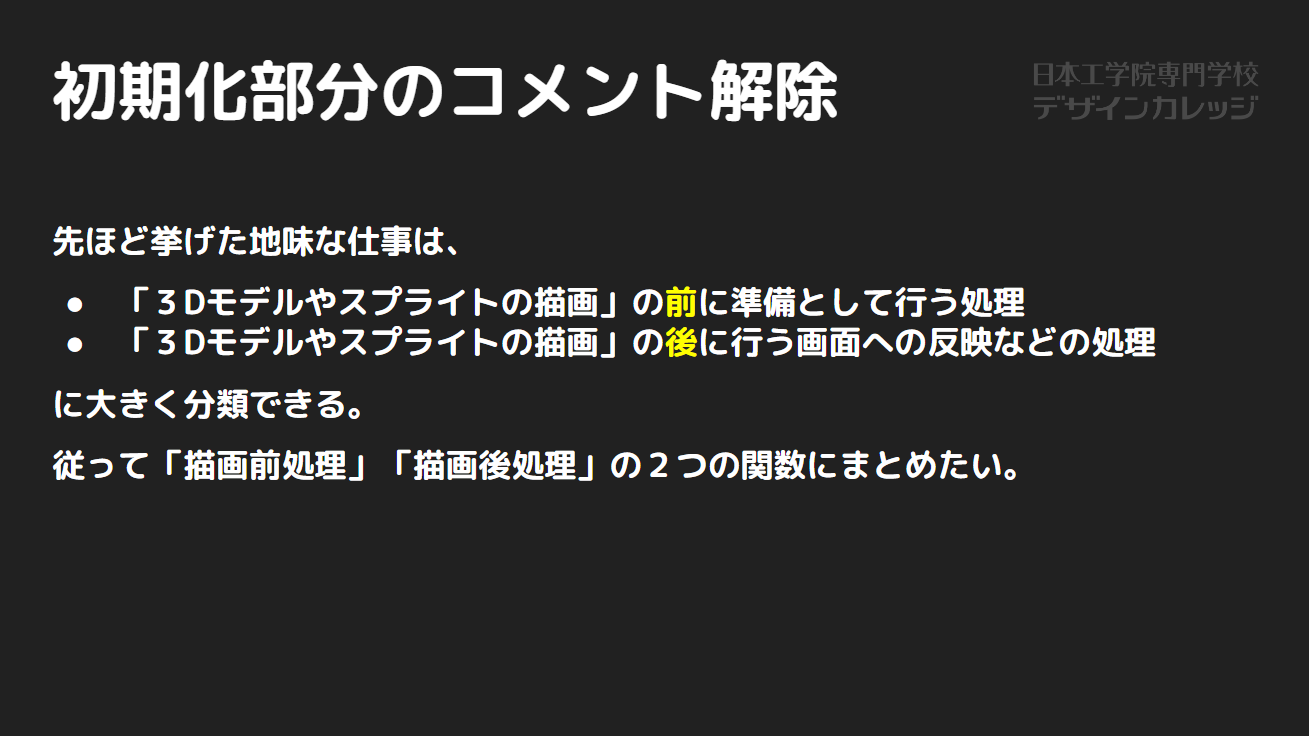 初期化部分のコメント解除
日本工学院専門学校
デザインカレッジ
先ほど挙げた地味な仕事は、
● 「３Dモデルやスプライトの描画」の前に準備として行う処理
● 「３Dモデルやスプライトの描画」の後に行う画面への反映などの処理
に大きく分類できる。
従って「描画前処理」「描画後処理」の２つの関数にまとめたい。